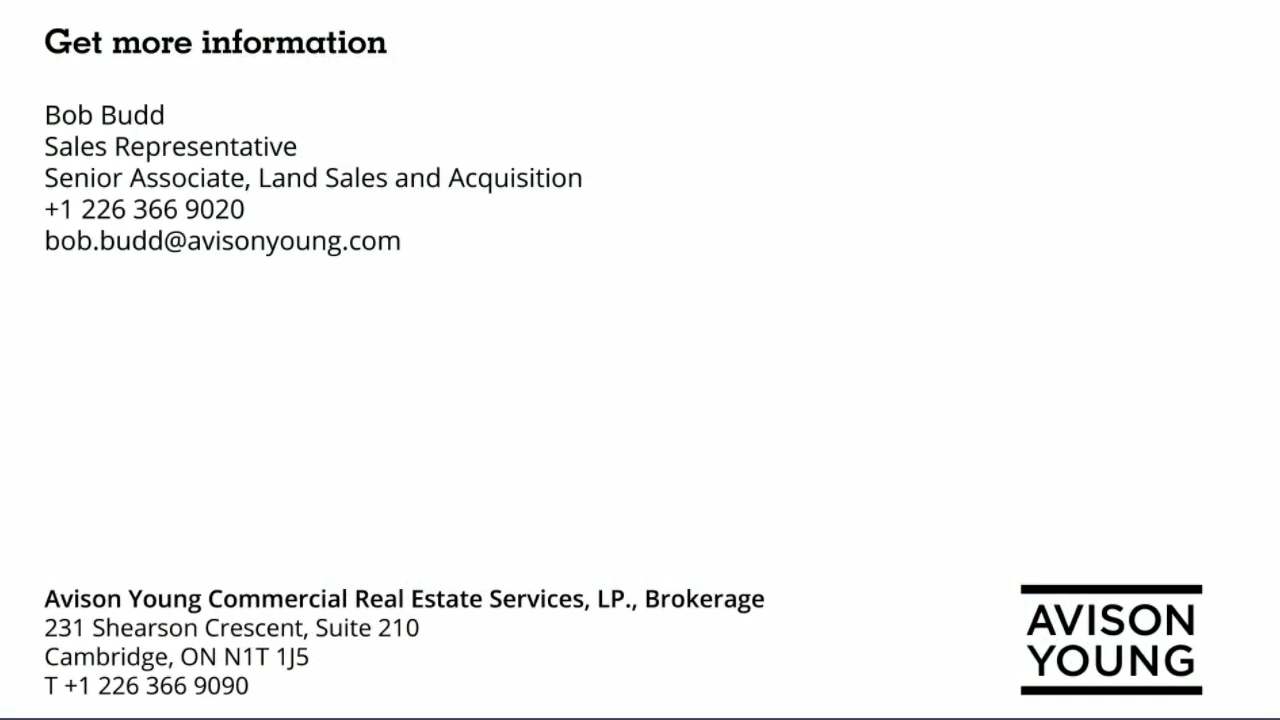 Get more information
Bob Budd
Sales Representative
Senior Associate, Land Sales and Acquisition
+1 226 366 9020
bob.budd@avisonyoung.com
Avison Young Commercial Real Estate Services, LP., Brokerage
231 Shearson Crescent, Suite 210
Cambridge, ON N1T 1J5
T +1 226 366 9090
AVISON
YOUNG